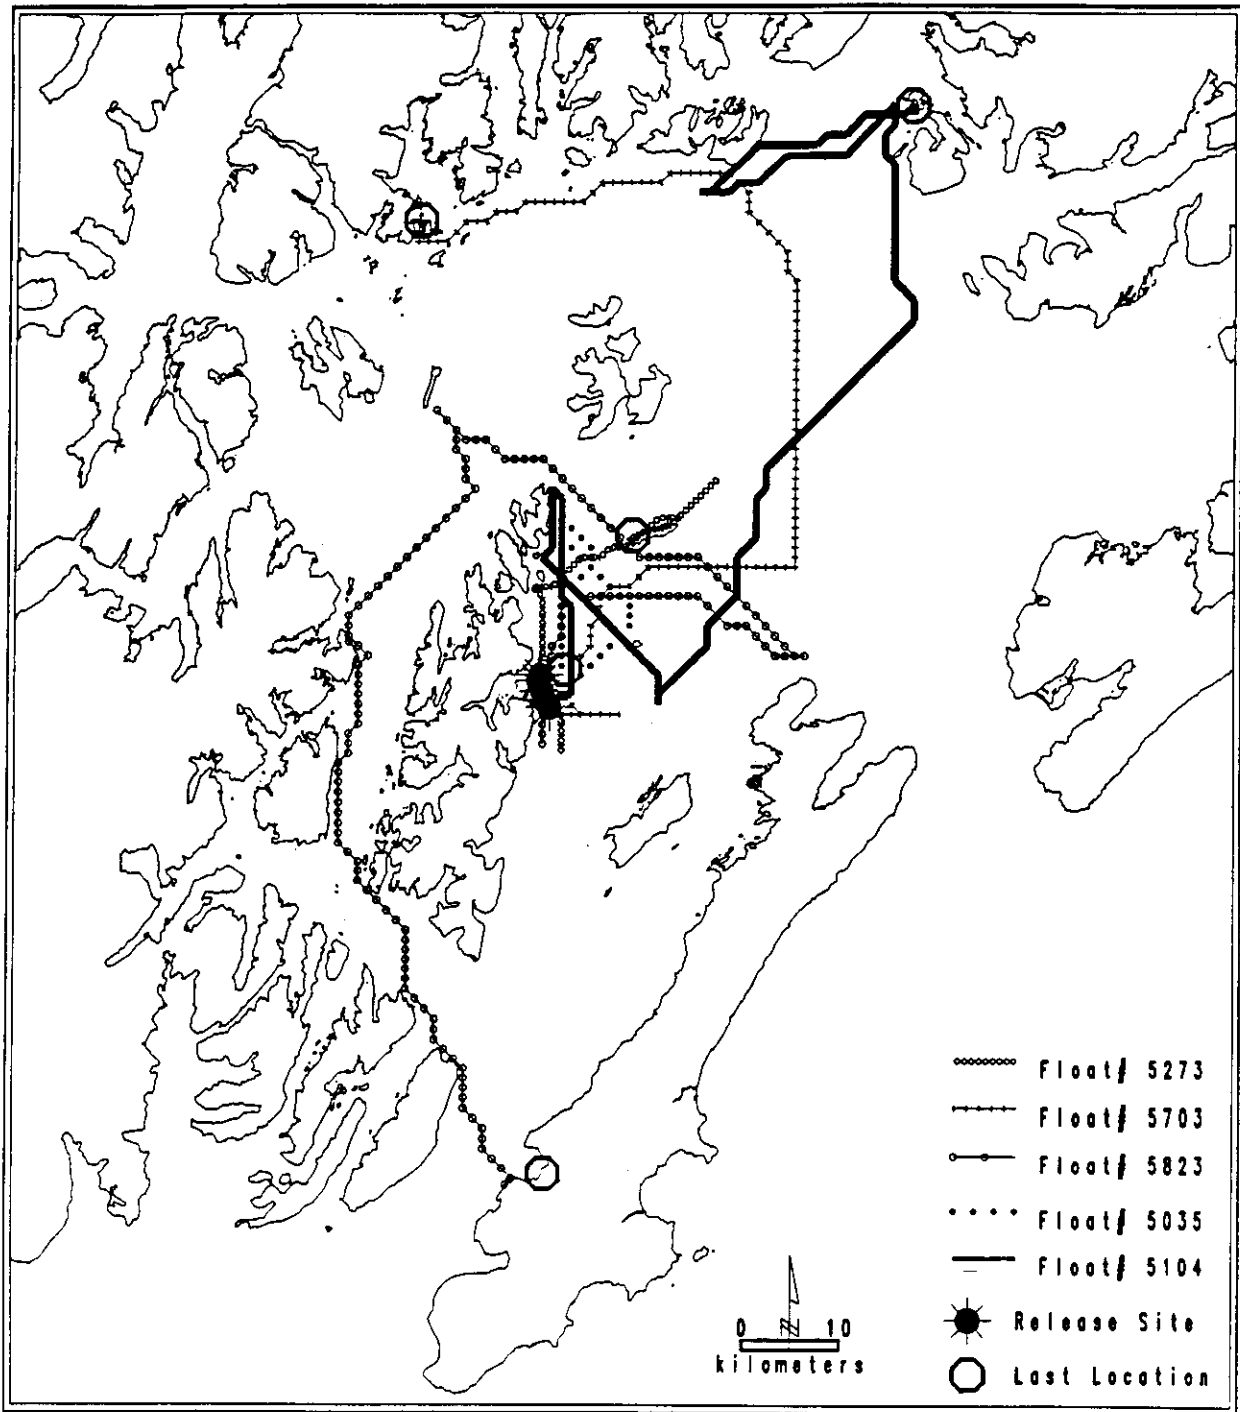 Float# 5273
Float# 5703
Float# 5823
Float# 5035
Float# 5104
Release Site
Last Location
0 N 10
kilometers